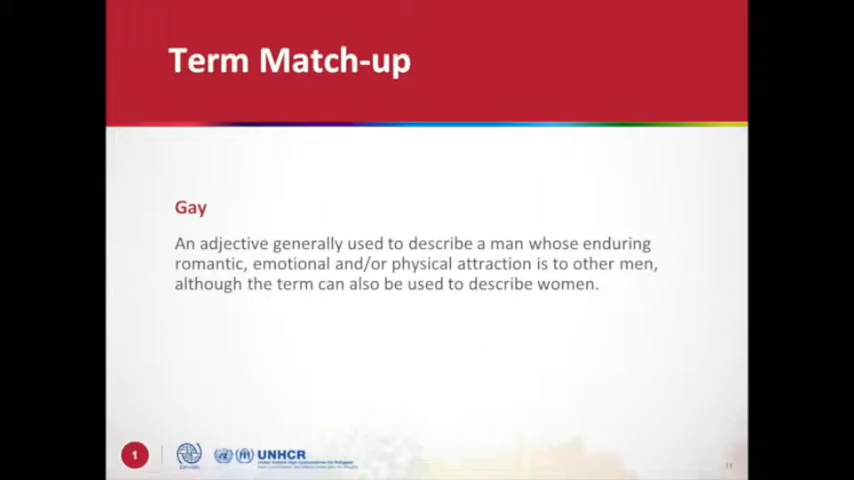 Term Match-up
Gay
An adjective generally used to describe a man whose enduring
romantic, emotional and/or physical attraction is to other men,
although the term can also be used to describe women.
1
UNHCR
11